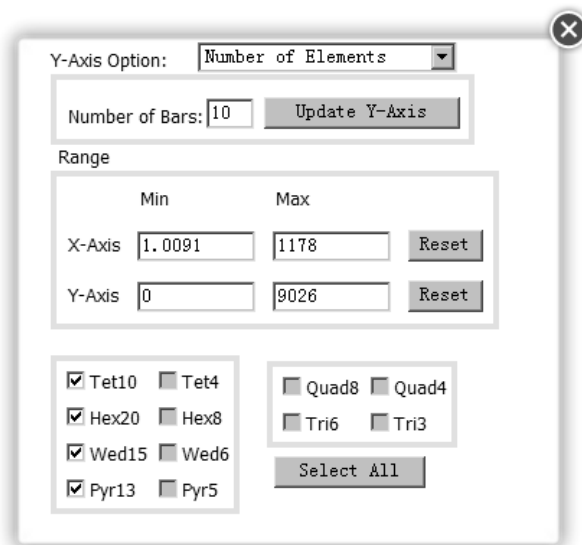 Y-Axis Option: Number of Elements
Number of Bars: 10 Update Y-Axis
Range
Min Max
X-Axis 1.0091 1178 Reset
Y-Axis 0 9026 Reset
Tet10 Tet4
Hex20 Hex8
Wed15 Wed6
Pyr13 Pyr5
Quad8 Quad4
Tri6 Tri3
Select All